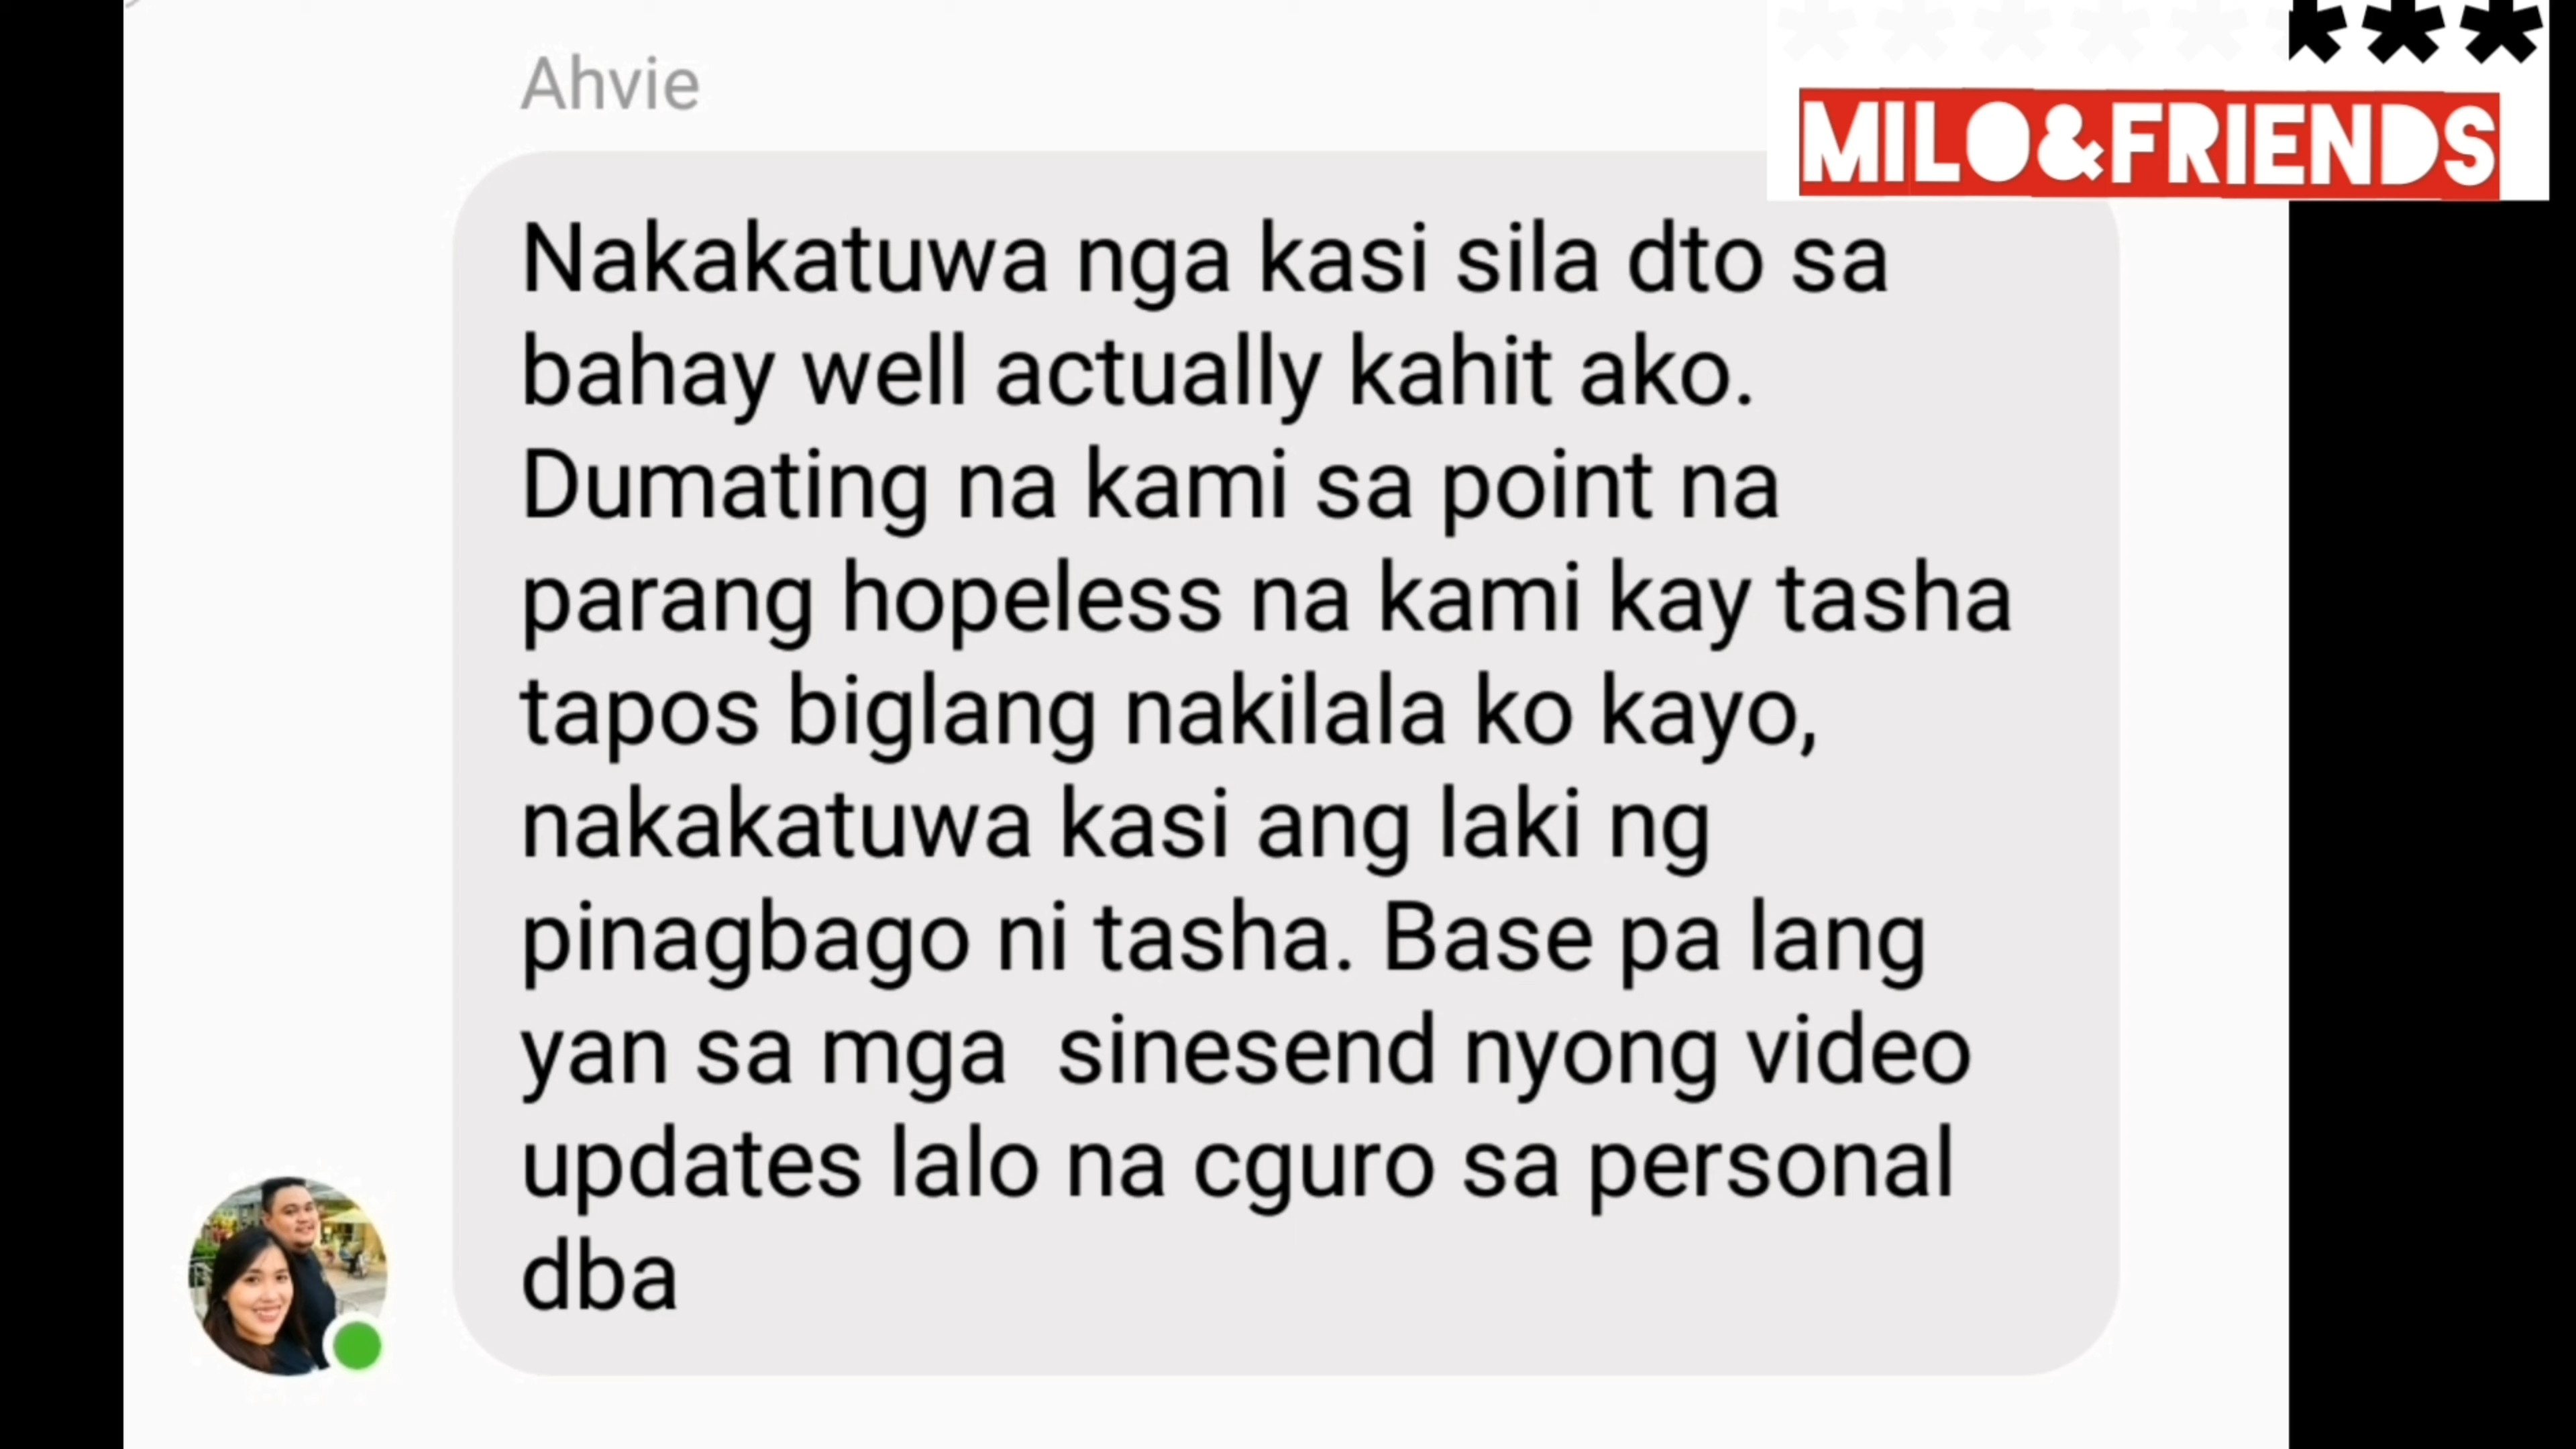 ***
MILO&FRIENDS
Ahvie
Nakakatuwa nga kasi sila dto sa
bahay well actually kahit ako.
Dumating na kami sa point na
parang hopeless na kami kay tasha
tapos biglang nakilala ko kayo,
nakakatuwa kasi ang laki ng
pinagbago ni tasha. Base pa lang
yan sa mga  sinesend nyong video
updates lalo na cguro sa personal
dba